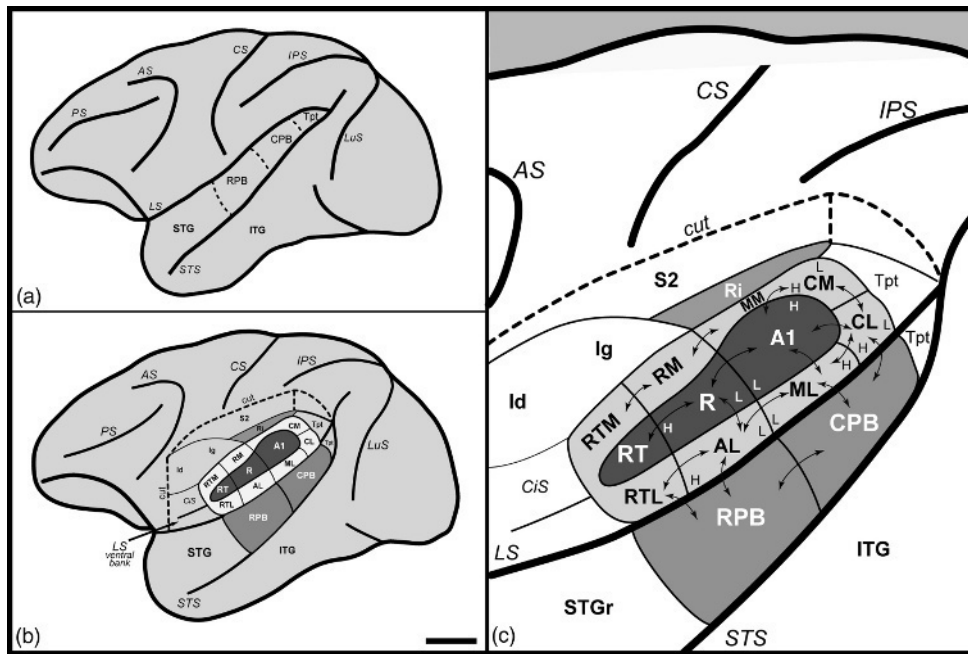 CS
IPS
AS
PS
Tpt
CPB
LuS
RPB
LS
STG
ITG
STS
(a)
CS
IPS
AS
cut
PS
S2
Ri
CM
Tpt
LuS
Ig
A1
CL
Tpt
Id
RM
ML
CPB
RTM
R
cut
RT
AL
CiS
RTL
RPB
LS
ventral
bank
STG
ITG
STS
(b)
CS
IPS
AS
cut
S2
L
Ri
CM
Tpt
MM
H
H
CL
L
Ig
A1
Tpt
H
H
Id
RM
L
ML
R
CPB
RTM
H
L
L
RT
AL
CiS
H
RTL
RPB
LS
ITG
STGr
STS
(c)